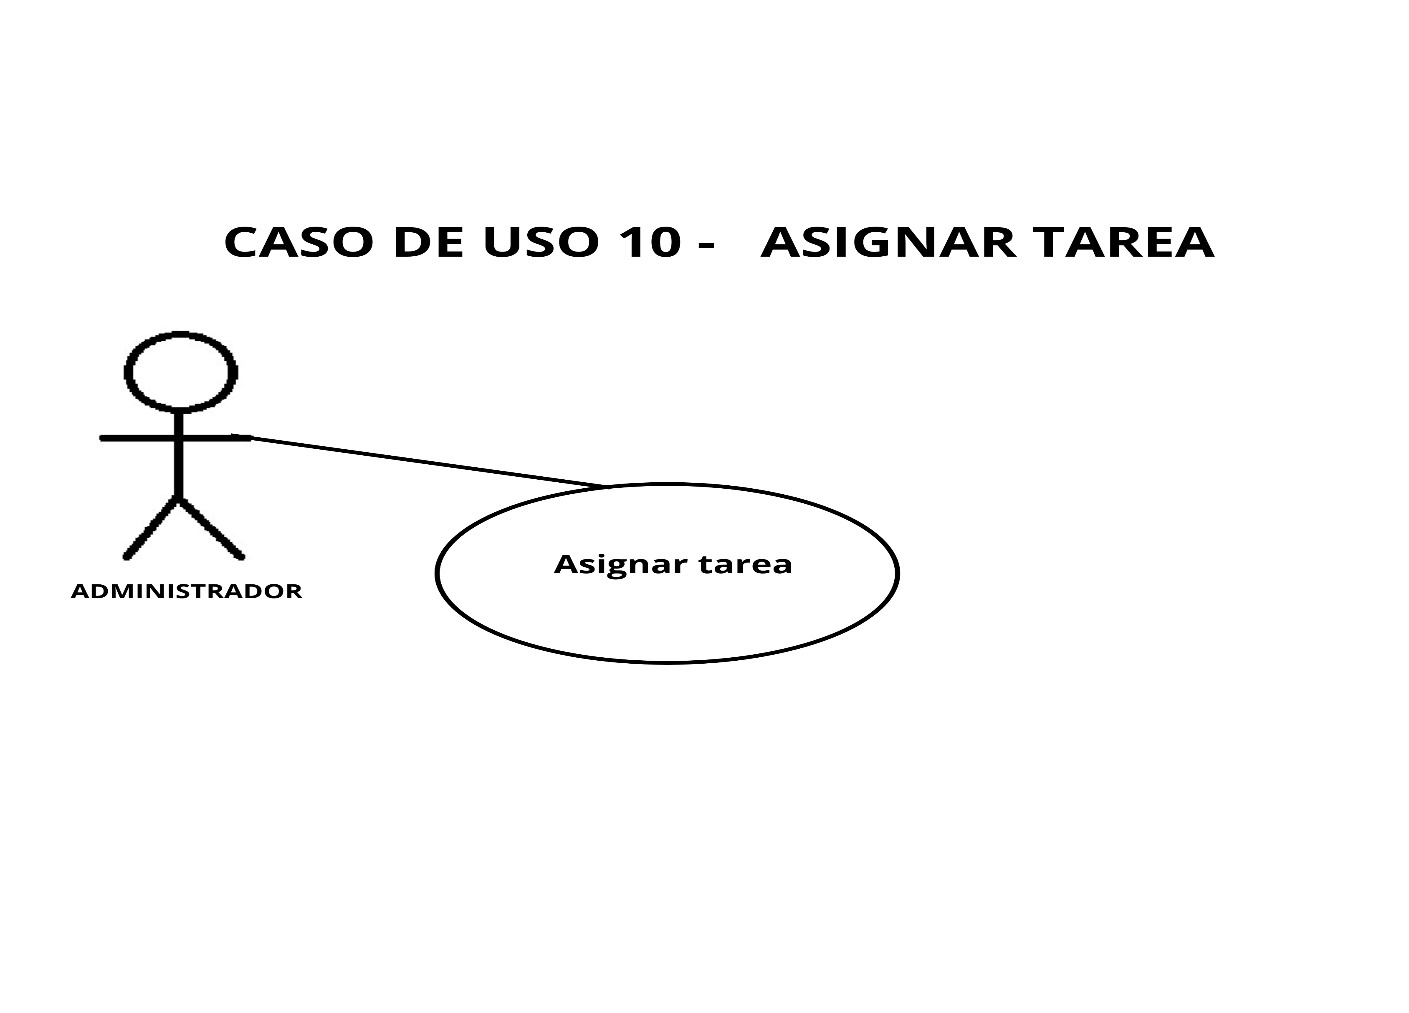 CASO DE USO 10 - ASIGNAR TAREA
Asignar tarea
ADMINISTRADOR